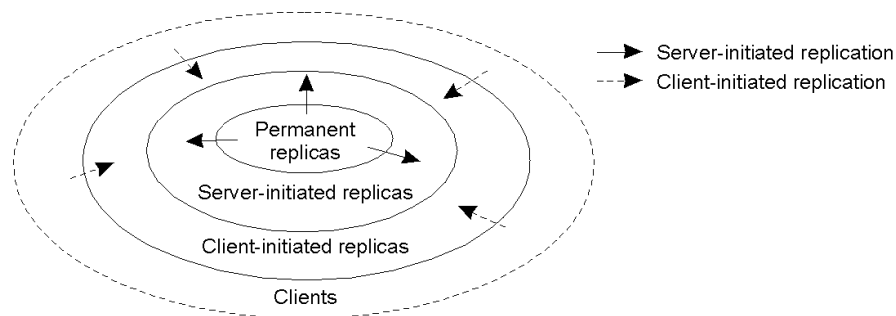 Server-initiated replication
Client-initiated replication
Permanent
replicas
Server-initiated replicas
Client-initiated replicas
Clients